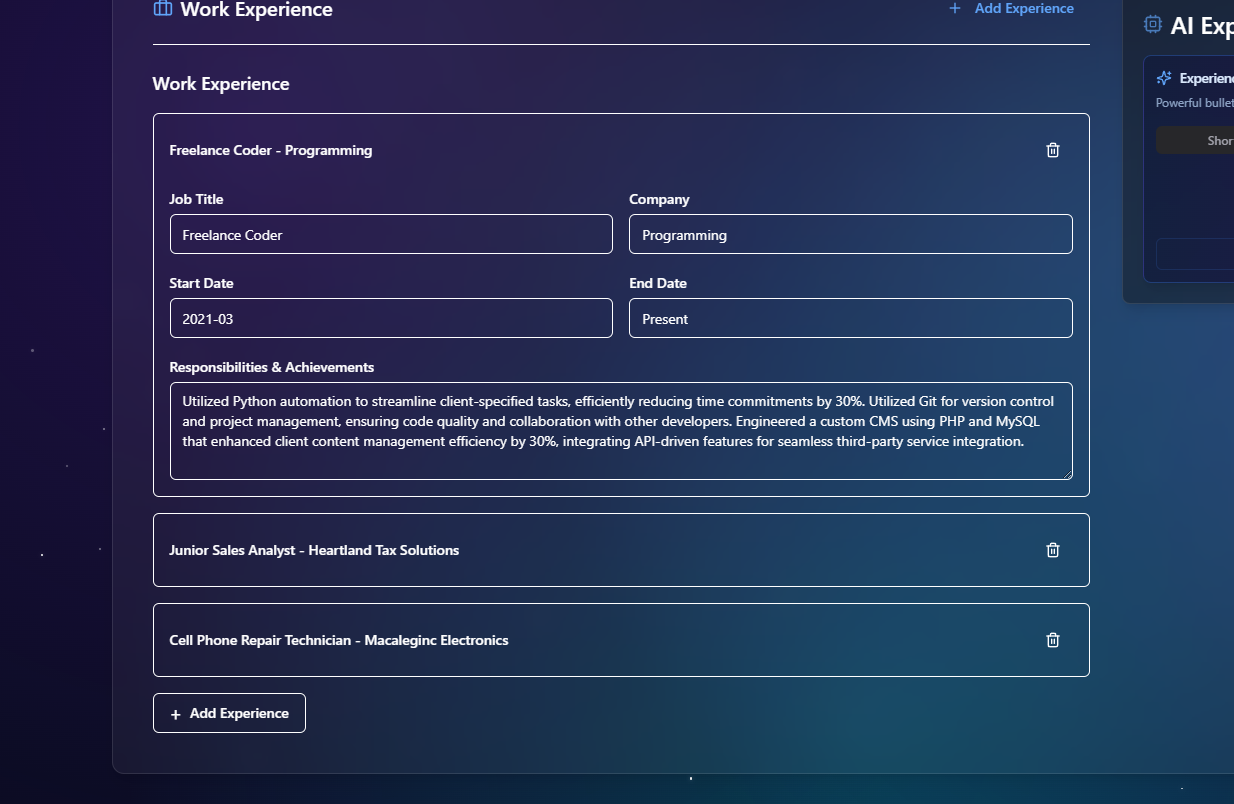 Work Experience
+ Add Experience
AI Exp
Work Experience
Experienc
Powerful bullet
Shor
Freelance Coder - Programming
Job Title
Company
Freelance Coder
Programming
Start Date
End Date
2021-03
Present
Responsibilities & Achievements
Utilized Python automation to streamline client-specified tasks, efficiently reducing time commitments by 30%. Utilized Git for version control
and project management, ensuring code quality and collaboration with other developers. Engineered a custom CMS using PHP and MySQL
that enhanced client content management efficiency by 30%, integrating API-driven features for seamless third-party service integration.
Junior Sales Analyst - Heartland Tax Solutions
Cell Phone Repair Technician - Macaleginc Electronics
+ Add Experience